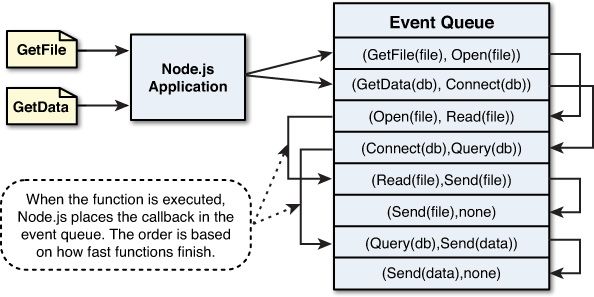 GetFile
GetData
Node.js
Application
Event Queue
(GetFile(file), Open(file))
(GetData(db), Connect(db))
(Open(file), Read(file))
(Connect(db),Query(db))
(Read(file),Send(file))
(Send(file),none)
(Query(db),Send(data))
(Send(data),none)
When the function is executed,
Node.js places the callback in the
event queue. The order is based
on how fast functions finish.